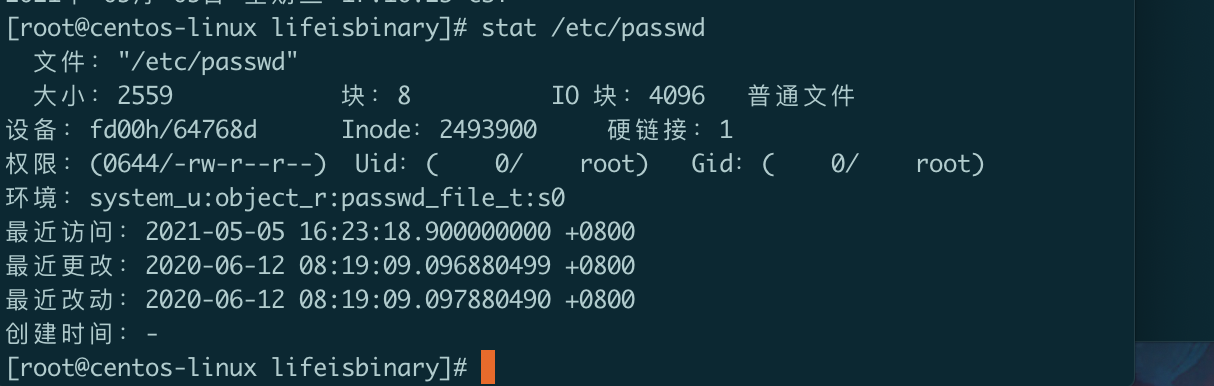 [root@centos-linux lifeisbinary]# stat /etc/passwd
  文件："/etc/passwd"
  大小：2559            块：8          IO 块：4096   普通文件
设备：fd00h/64768d      Inode：2493900     硬链接：1
权限：(0644/-rw-r--r--)  Uid：(    0/    root)   Gid：(    0/    root)
环境：system_u:object_r:passwd_file_t:s0
最近访问：2021-05-05 16:23:18.900000000 +0800
最近更改：2020-06-12 08:19:09.096880499 +0800
最近改动：2020-06-12 08:19:09.097880490 +0800
创建时间：-
[root@centos-linux lifeisbinary]#